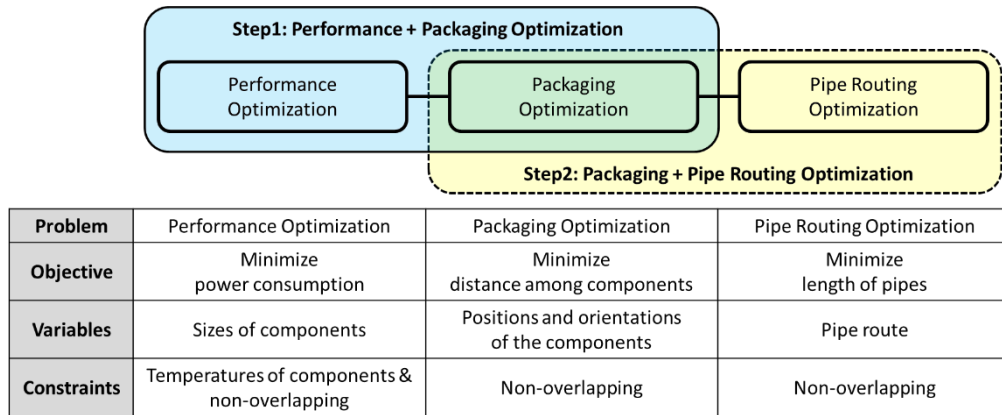 Step1: Performance + Packaging Optimization
Performance
Optimization
Packaging
Optimization
Pipe Routing
Optimization
Step2: Packaging + Pipe Routing Optimization
Problem
Performance Optimization
Packaging Optimization
Pipe Routing Optimization
Objective
Minimize
power consumption
Minimize
distance among components
Minimize
length of pipes
Variables
Sizes of components
Positions and orientations
of the components
Pipe route
Constraints
Temperatures of components &
non-overlapping
Non-overlapping
Non-overlapping